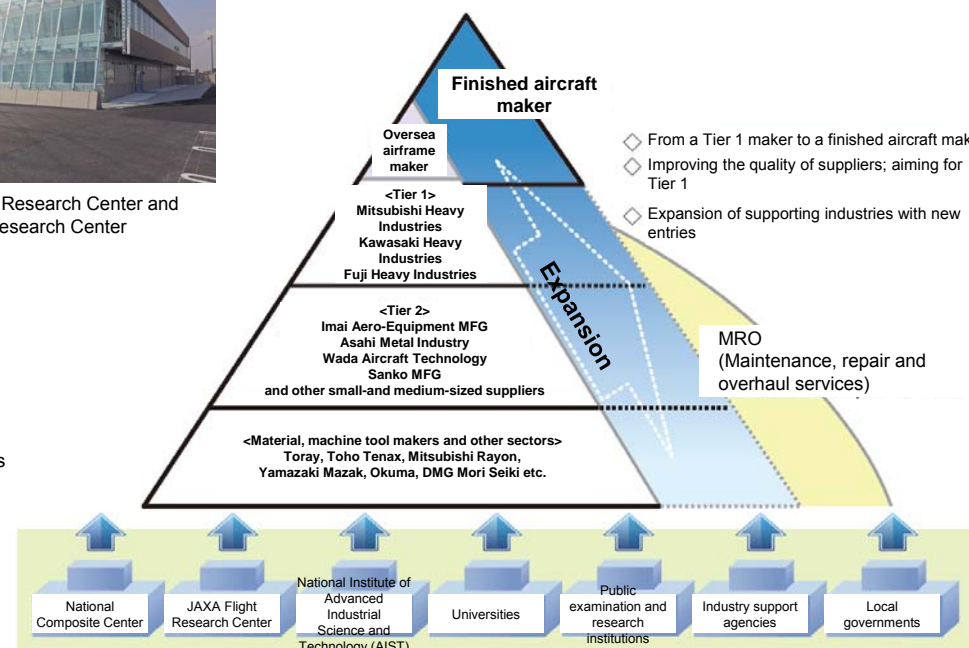 Research Center and
esearch Center
Finished aircraft
maker
Oversea
airframe
maker
<Tier 1>
Mitsubishi Heavy
Industries
Kawasaki Heavy
Industries
Fuji Heavy Industries
<Tier 2>
Imai Aero-Equipment MFG
Asahi Metal Industry
Wada Aircraft Technology
Sanko MFG
and other small-and medium-sized suppliers
<Material, machine tool makers and other sectors>
Toray, Toho Tenax, Mitsubishi Rayon,
Yamazaki Mazak, Okuma, DMG Mori Seiki etc.
Expansion
From a Tier 1 maker to a finished aircraft mak
Improving the quality of suppliers; aiming for
Tier 1
Expansion of supporting industries with new
entries
MRO
(Maintenance, repair and
overhaul services)
s
National
Composite Center
JAXA Flight
Research Center
National Institute of
Advanced
Industrial
Science and
Technology (AIST)
Universities
Public
examination and
research
institutions
Industry support
agencies
Local
governments